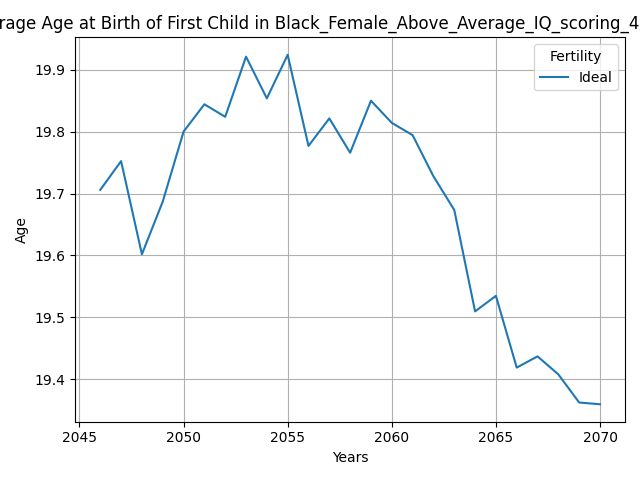 rage Age at Birth of First Child in Black_Female_Above_Average_IQ_scoring_4
Fertility
Ideal
19.9
19.8
19.7
19.6
19.5
19.4
Age
2045 2050 2055 2060 2065 2070
Years